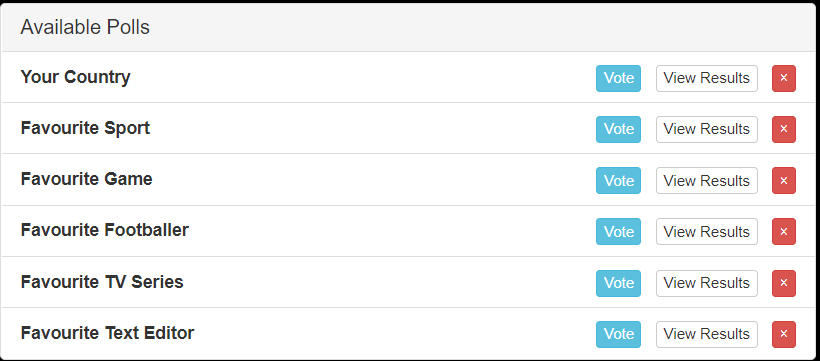 Available Polls
Your Country Vote View Results ×
Favourite Sport Vote View Results ×
Favourite Game Vote View Results ×
Favourite Footballer Vote View Results ×
Favourite TV Series Vote View Results ×
Favourite Text Editor Vote View Results ×